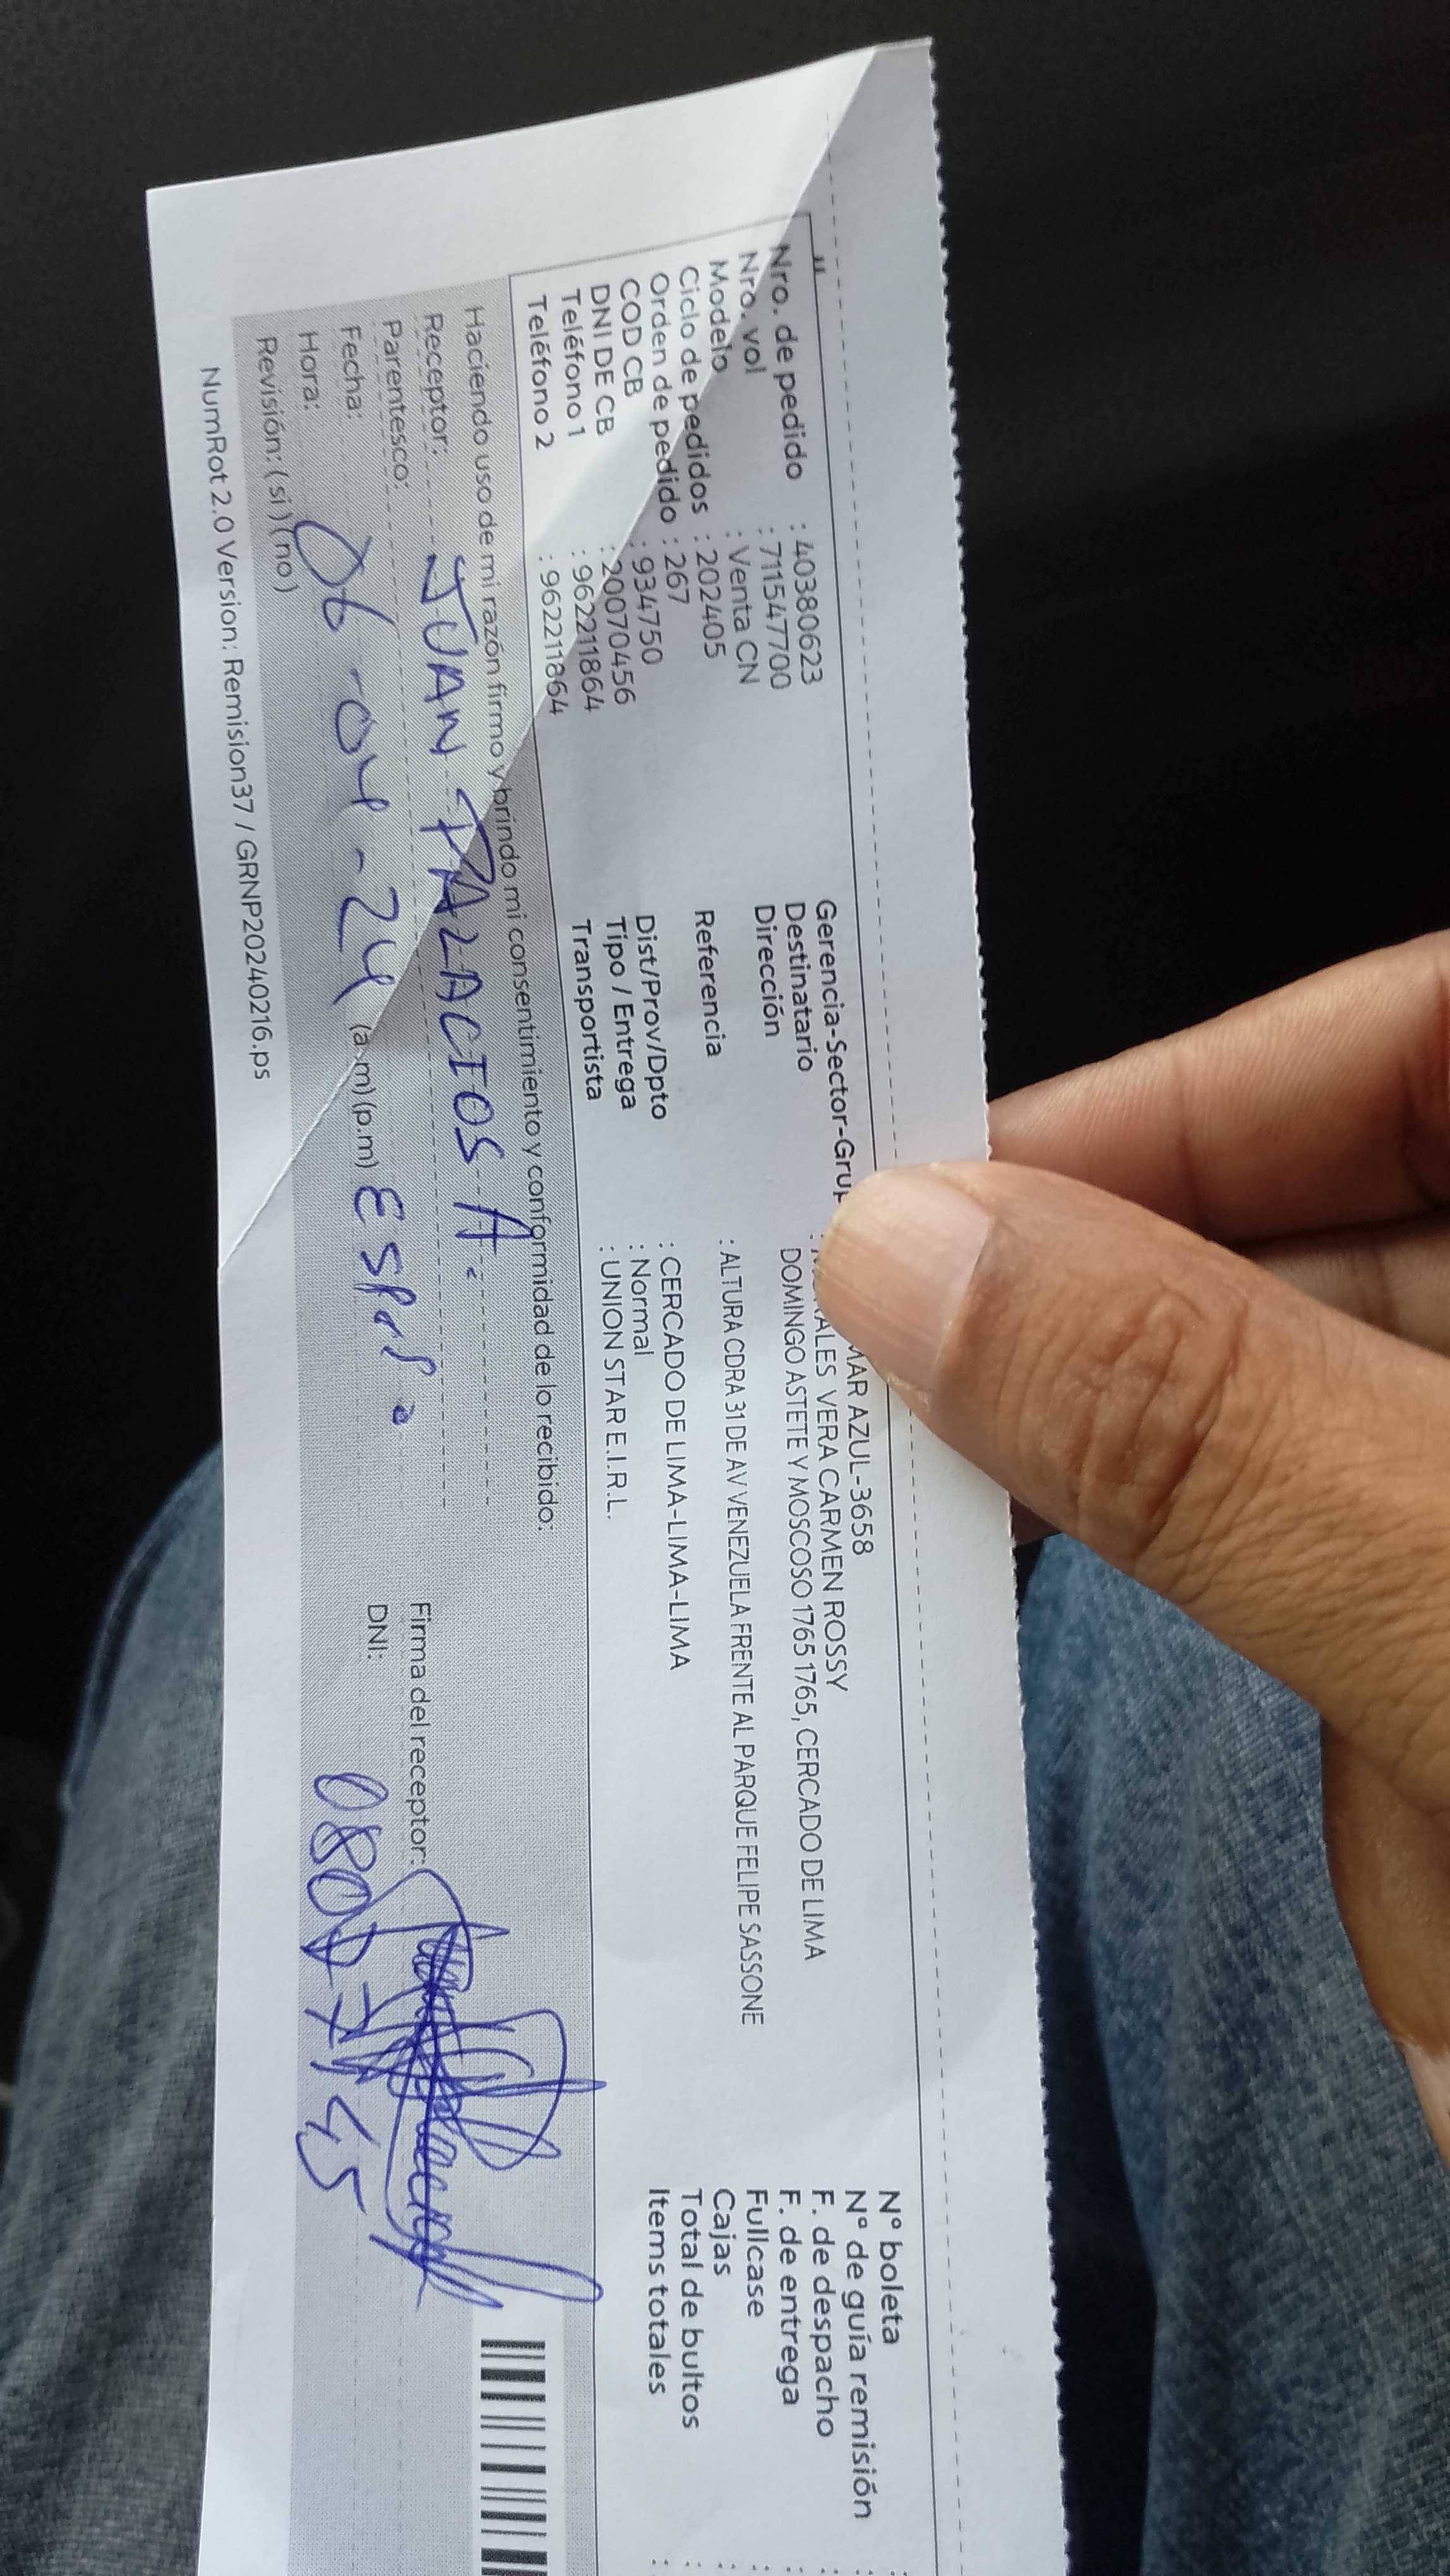 Nro. de pedido : 40380623
Nro. vol : 711547700
Modelo : Venta CN
Ciclo de pedidos : 202405
Orden de pedido : 267
COD CB : 934750
DNI DE CB : 20070456
Teléfono 1 : 962211864
Teléfono 2 : 962211864
Gerencia-Sector-Grup MAR AZUL-3658
Destinatario : VERA CARMEN ROSSY
Dirección DOMINGO ASTETE Y MOSCOSO 1765 1765, CERCADO DE LIMA
Referencia : ALTURA CDRA 31 DE AV VENEZUELA FRENTE AL PARQUE FELIPE SASSONE
Dist/Prov/Dpto : CERCADO DE LIMA-LIMA-LIMA
Tipo / Entrega : Normal
Transportista : UNION STAR E.I.R.L.
N° boleta :
N° de guía remisión :
F. de despacho :
F. de entrega :
Fullcase :
Cajas :
Total de bultos :
Items totales :
Haciendo uso de mi razón firmo y brindo mi consentimiento y conformidad de lo recibido:
Receptor: JUAN PALACIOS A.
Parentesco: Esposo
Fecha: 06-04-24
Hora: (a.m)(p.m)
Revisión: (si)(no)
Firma del receptor:
DNI:
NumRot 2.0 Version: Remision37 / GRNP20240216.ps